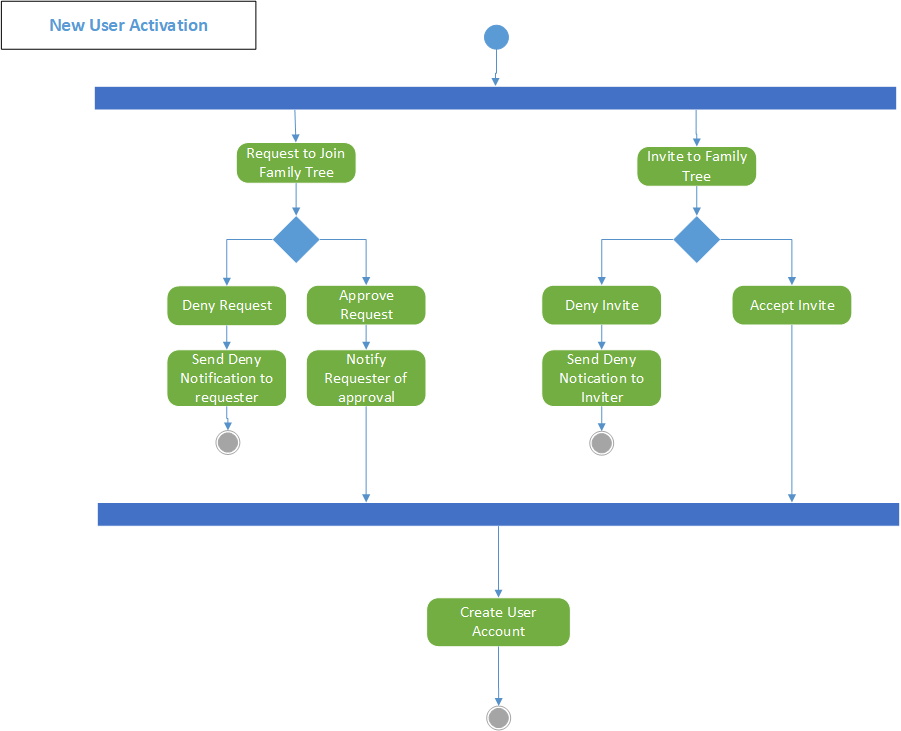 New User Activation
Request to Join
Family Tree
Invite to Family
Tree
Deny Request
Approve
Request
Deny Invite
Accept Invite
Send Deny
Notification to
requester
Notify
Requester of
approval
Send Deny
Notication to
Inviter
Create User
Account